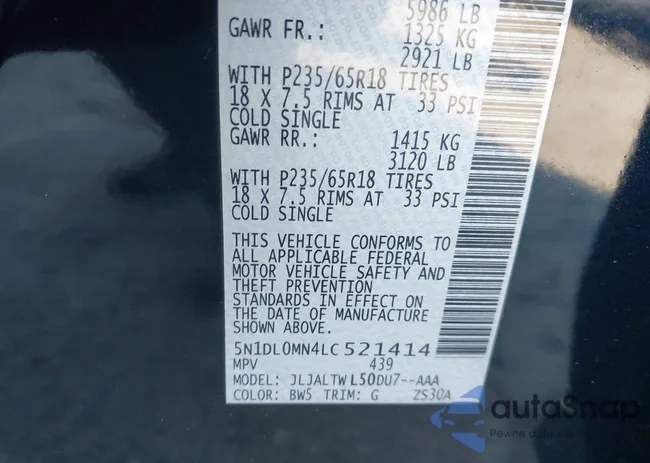 5986 LB
GAWR FR.: 1325 KG
2921 LB
WITH P235/65R18 TIRES
18 X 7.5 RIMS AT 33 PSI
COLD SINGLE
GAWR RR.: 1415 KG
3120 LB
WITH P235/65R18 TIRES
18 X 7.5 RIMS AT 33 PSI
COLD SINGLE
THIS VEHICLE CONFORMS TO
ALL APPLICABLE FEDERAL
MOTOR VEHICLE SAFETY AND
THEFT PREVENTION
STANDARDS IN EFFECT ON
THE DATE OF MANUFACTURE
SHOWN ABOVE.
5N1DL0MN4LC521414
MPV 439
MODEL: JLJALTWL50DU7--AAA
COLOR: BW5 TRIM: G ZS30A
autoSnap
Pewne auto z